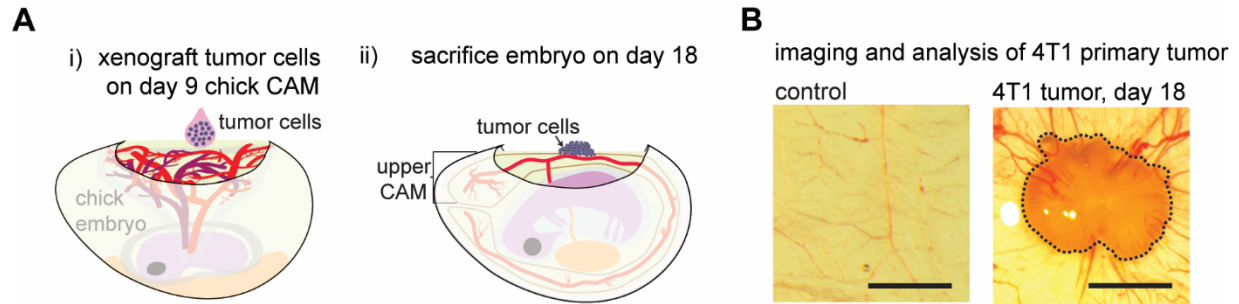 A
i) xenograft tumor cells
on day 9 chick CAM
tumor cells
chick
embryo
ii) sacrifice embryo on day 18
tumor cells
upper
CAM
B
imaging and analysis of 4T1 primary tumor
control
4T1 tumor, day 18